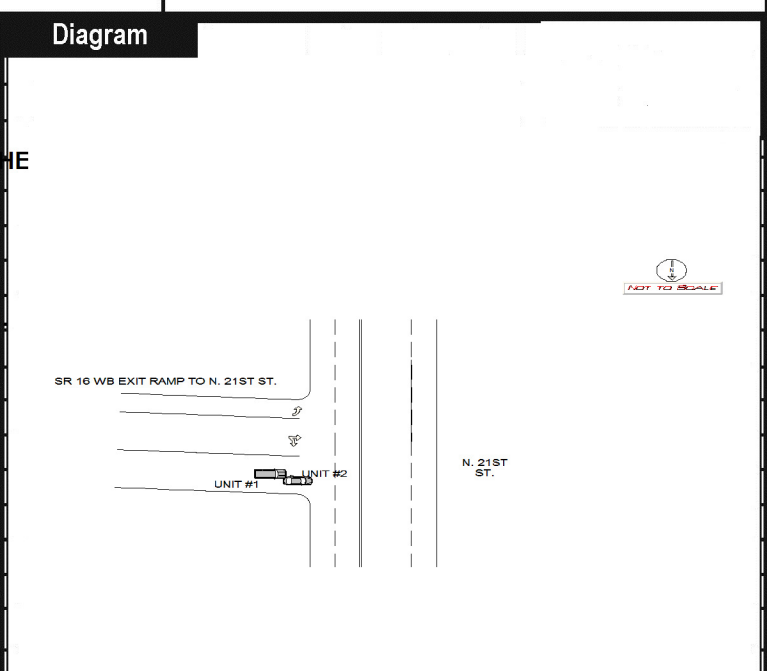 Diagram
HE
N
NOT TO SCALE
SR 16 WB EXIT RAMP TO N. 21ST ST.
N. 21ST
ST.
UNIT #2
UNIT #1